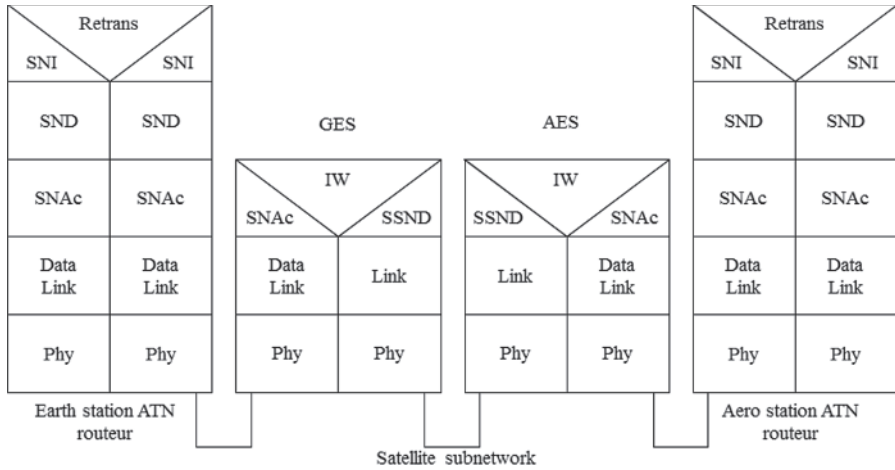 Retrans
SNI SNI
SND SND
SNAc SNAc
Data Link Data Link
Phy Phy
Earth station ATN
routeur
GES
IW
SNAc SSND
Data Link Link
Phy Phy
AES
IW
SSND SNAc
Link Data Link
Phy Phy
Retrans
SNI SNI
SND SND
SNAc SNAc
Data Link Data Link
Phy Phy
Aero station ATN
routeur
Satellite subnetwork